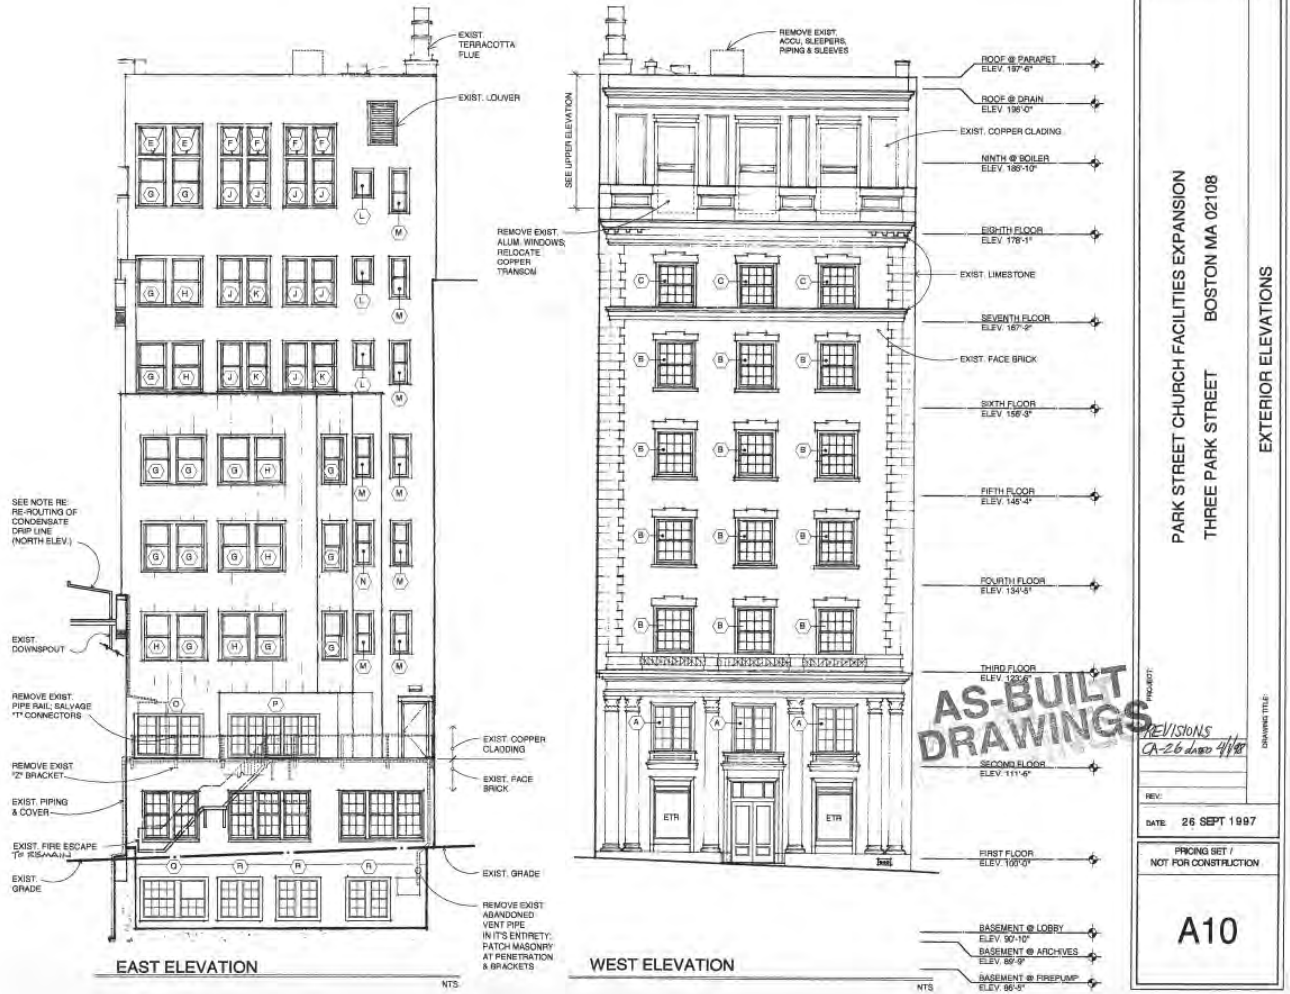 EXIST.
TERRACOTTA
FLUE
EXIST. LOUVER
E E F F F F
G G J J J J
L
M
G H J K J J
L
M
G H J J J K
L
M
G G G H G
M M
G G G H G
N M
H G H G G
M M
SEE NOTE RE:
RE-ROUTING OF
CONDENSATE
DRIP LINE
(NORTH ELEV.)
EXIST.
DOWNSPOUT
REMOVE EXIST.
PIPE RAIL; SALVAGE
"T" CONNECTORS
O P
REMOVE EXIST.
"Z" BRACKET
EXIST. PIPING
& COVER
EXIST. FIRE ESCAPE
TO REMAIN
EXIST.
GRADE
Q R R R
EXIST. COPPER
CLADDING
EXIST. FACE
BRICK
EXIST. GRADE
REMOVE EXIST.
ABANDONED
VENT PIPE
IN IT'S ENTIRETY;
PATCH MASONRY
AT PENETRATION
& BRACKETS
EAST ELEVATION
NTS
REMOVE EXIST.
ACCU, SLEEPERS,
PIPING & SLEEVES
SEE UPPER ELEVATION
REMOVE EXIST.
ALUM. WINDOWS;
RELOCATE
COPPER
TRANSOM
EXIST. COPPER CLADING
EXIST. LIMESTONE
EXIST. FACE BRICK
C C C
B B B
B B B
B B B
B B B
A A A
ETR ETR
WEST ELEVATION
NTS
ROOF @ PARAPET
ELEV. 197'-6"
ROOF @ DRAIN
ELEV. 196'-0"
NINTH @ BOILER
ELEV. 185'-10"
EIGHTH FLOOR
ELEV. 178'-1"
SEVENTH FLOOR
ELEV. 167'-2"
SIXTH FLOOR
ELEV. 156'-3"
FIFTH FLOOR
ELEV. 145'-4"
FOURTH FLOOR
ELEV. 134'-5"
THIRD FLOOR
ELEV.
AS-BUILT
DRAWINGS
SECOND FLOOR
ELEV. 111'-6"
FIRST FLOOR
ELEV. 100'-0"
BASEMENT @ LOBBY
ELEV. 90'-10"
BASEMENT @ ARCHIVES
ELEV. 89'-9"
BASEMENT @ FIREPUMP
ELEV. 86'-5"
PROJECT:
PARK STREET CHURCH FACILITIES EXPANSION
THREE PARK STREET BOSTON MA 02108
DRAWING TITLE:
EXTERIOR ELEVATIONS
REVISIONS
CA-26 DATED 4/1/98
REV:
DATE: 26 SEPT 1997
PRICING SET /
NOT FOR CONSTRUCTION
A10